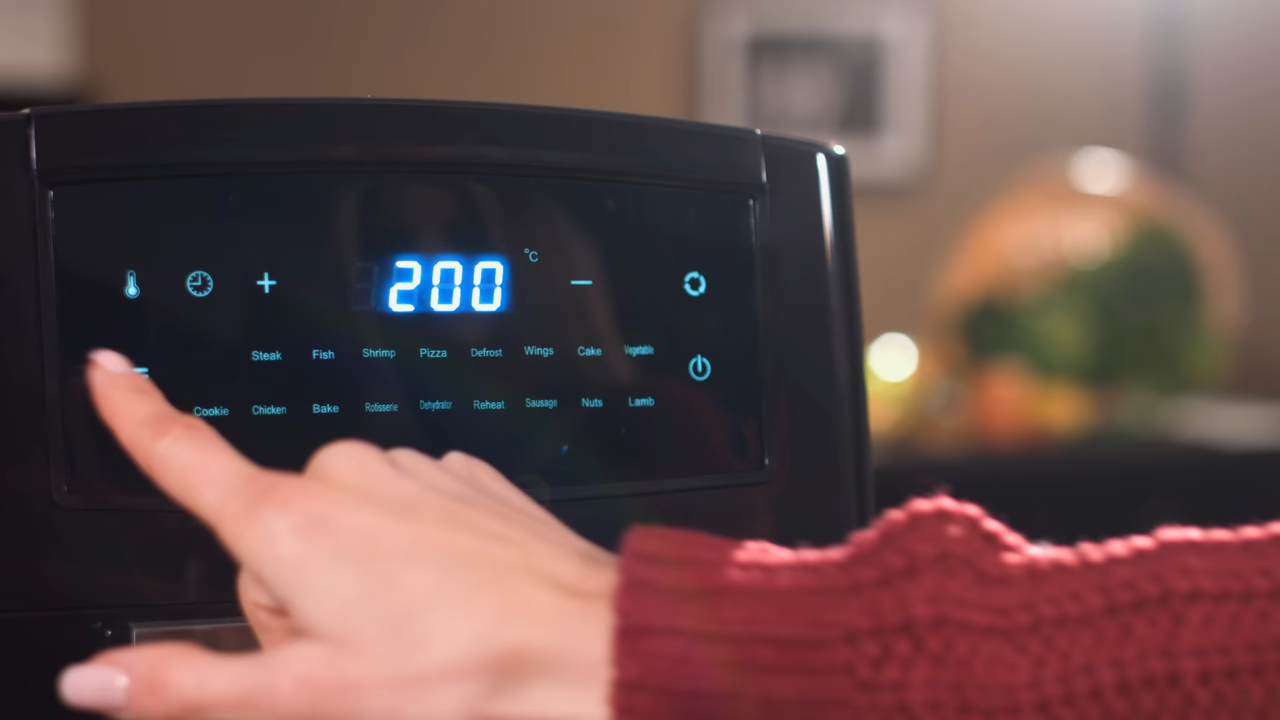 200 °C
Steak Fish Shrimp Pizza Defrost Wings Cake Vegetable
Cookie Chicken Bake Rotisserie Dehydrator Reheat Sausage Nuts Lamb